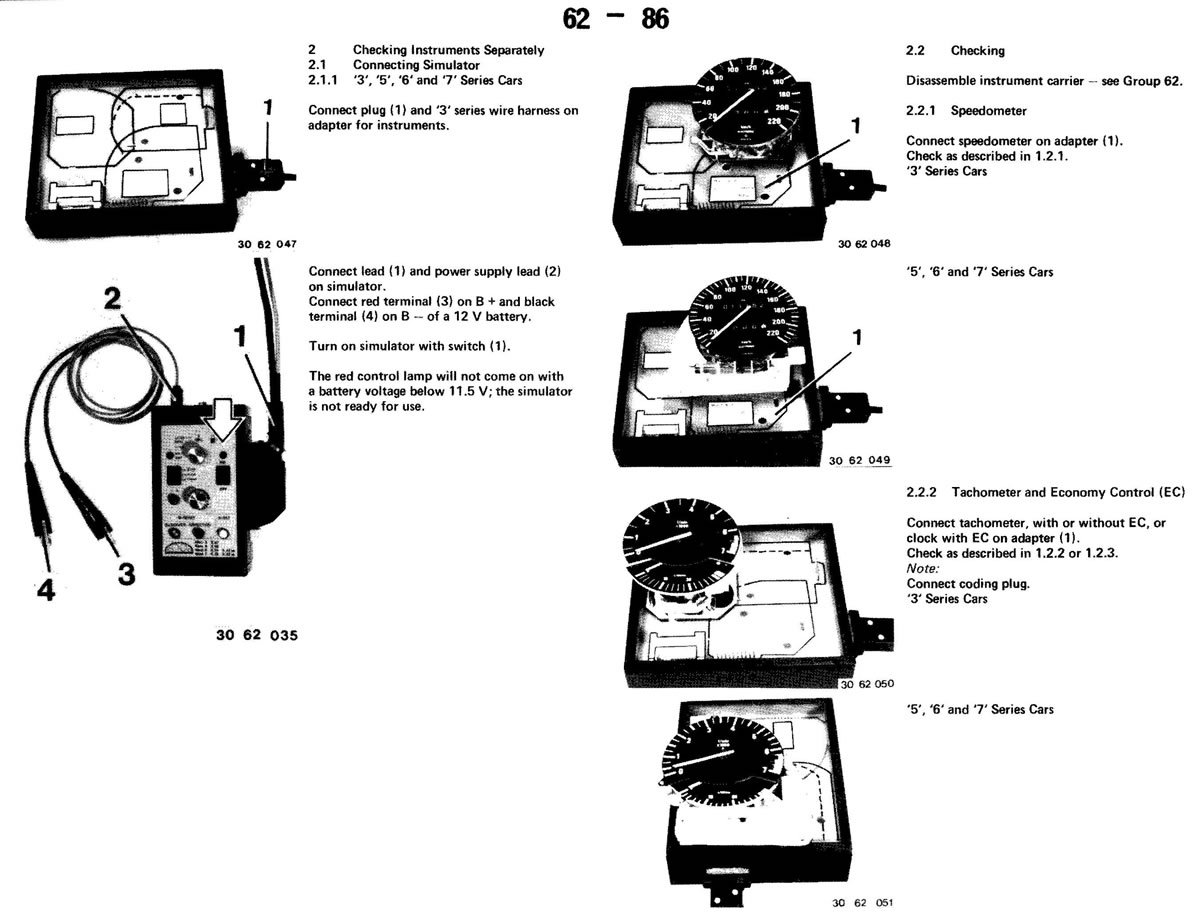 62 — 86
2 Checking Instruments Separately
2.1 Connecting Simulator
2.1.1 '3', '5', '6' and '7' Series Cars
Connect plug (1) and '3' series wire harness on
adapter for instruments.
1
30 62 047
Connect lead (1) and power supply lead (2)
on simulator.
Connect red terminal (3) on B + and black
terminal (4) on B — of a 12 V battery.
Turn on simulator with switch (1).
The red control lamp will not come on with
a battery voltage below 11.5 V; the simulator
is not ready for use.
2
1
4
3
30 62 035
2.2 Checking
Disassemble instrument carrier — see Group 62.
2.2.1 Speedometer
Connect speedometer on adapter (1).
Check as described in 1.2.1.
'3' Series Cars
20 40 60 80 100 120 140 160 180 200 220
1
30 62 048
'5', '6' and '7' Series Cars
20 40 60 80 100 120 140 160 180 200 220
1
30 62 049
2.2.2 Tachometer and Economy Control (EC)
Connect tachometer, with or without EC, or
clock with EC on adapter (1).
Check as described in 1.2.2 or 1.2.3.
Note:
Connect coding plug.
'3' Series Cars
30 62 050
'5', '6' and '7' Series Cars
30 62 051